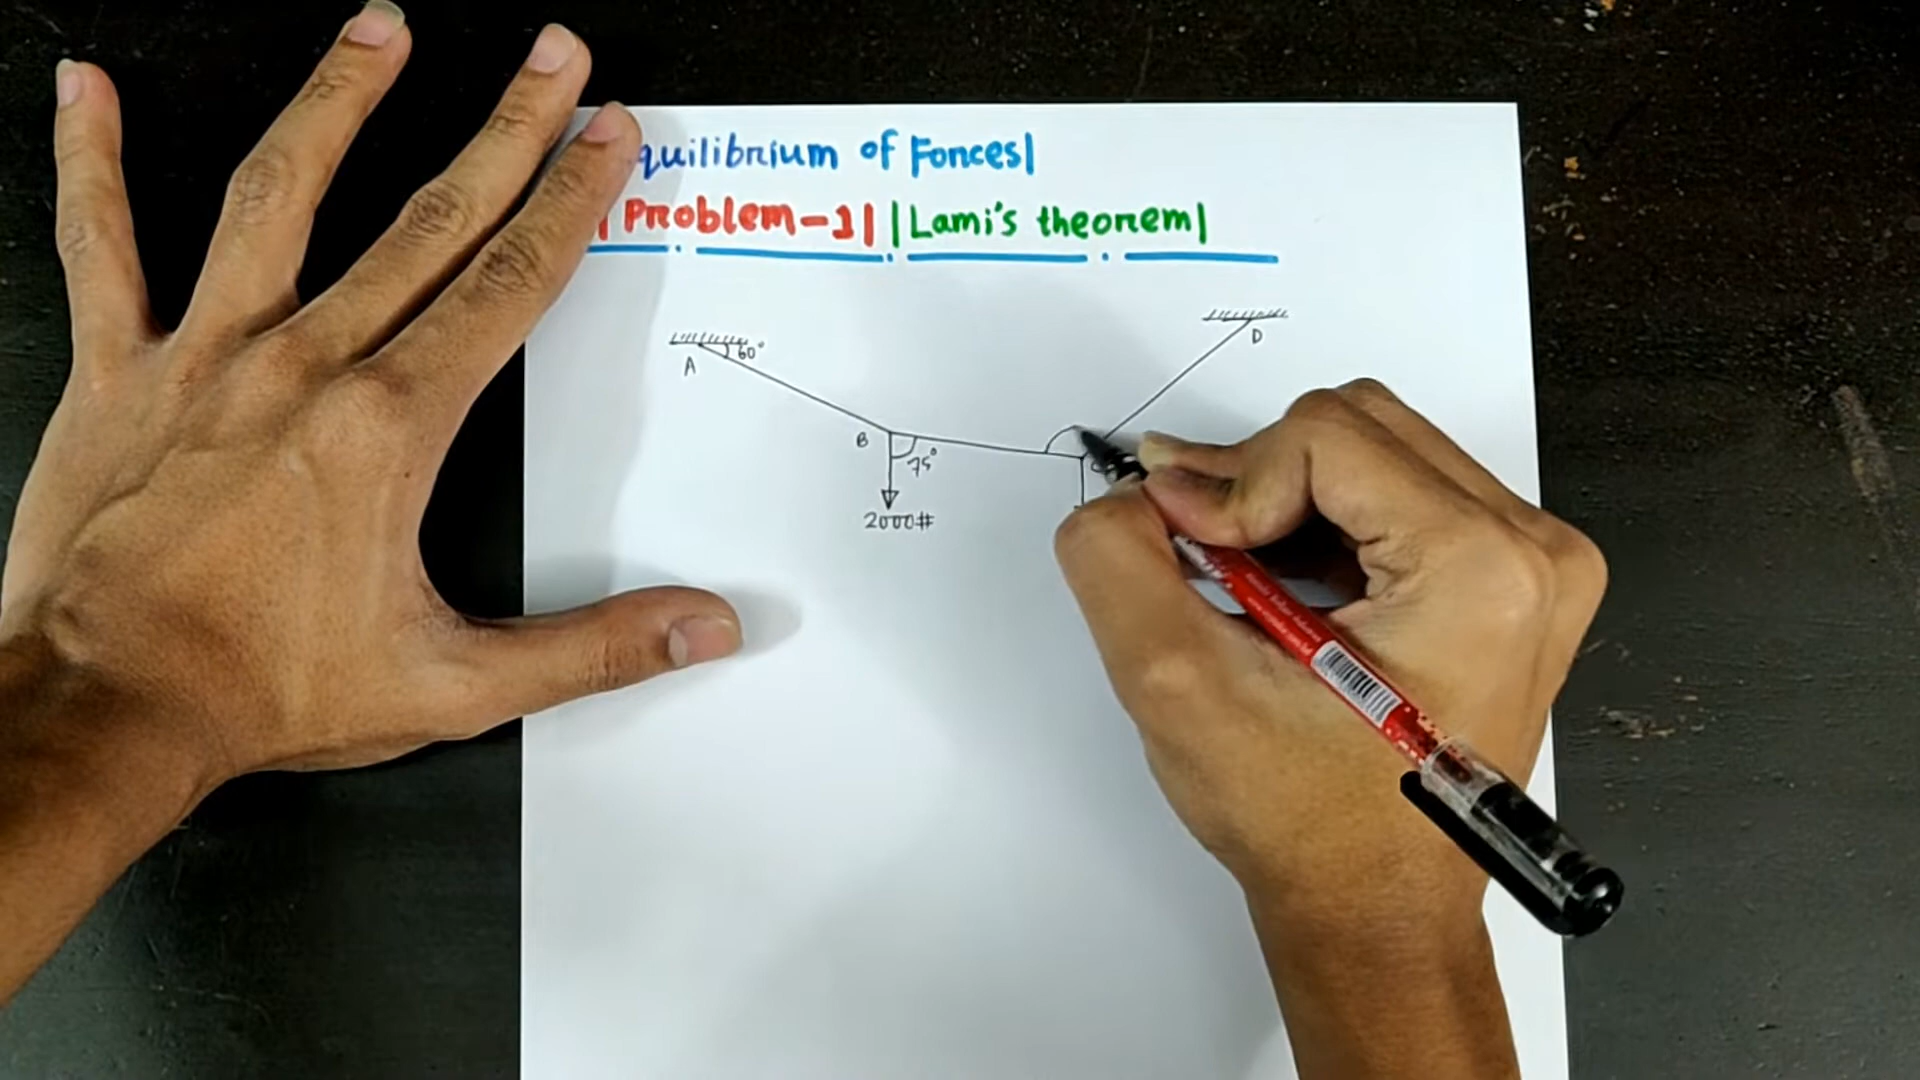 quilibrium of Forces|
| Problem-1| |Lami's theorem|
D
60°
A
B
75°
2000#